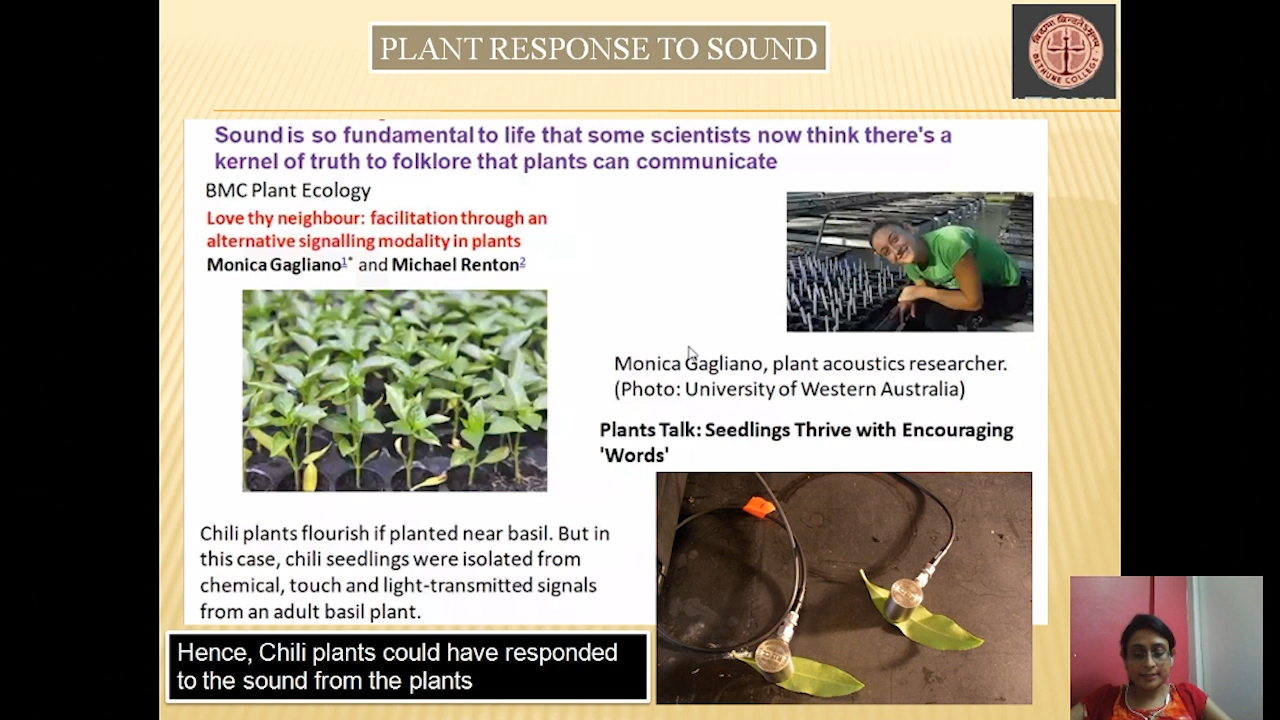 PLANT RESPONSE TO SOUND
BETHUNE COLLEGE
Sound is so fundamental to life that some scientists now think there's a
kernel of truth to folklore that plants can communicate
BMC Plant Ecology
Love thy neighbour: facilitation through an
alternative signalling modality in plants
Monica Gagliano1* and Michael Renton2
Monica Gagliano, plant acoustics researcher.
(Photo: University of Western Australia)
Plants Talk: Seedlings Thrive with Encouraging
'Words'
Chili plants flourish if planted near basil. But in
this case, chili seedlings were isolated from
chemical, touch and light-transmitted signals
from an adult basil plant.
Hence, Chili plants could have responded
to the sound from the plants